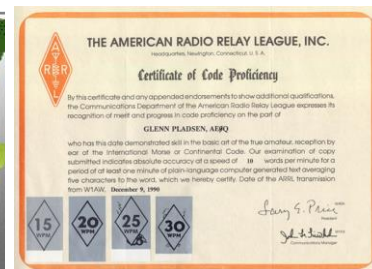 THE AMERICAN RADIO RELAY LEAGUE, INC.
Headquarters, Newington, Connecticut, U. S. A.
A
R R
L
Certificate of Code Proficiency
By this certificate and any appended endorsements to show additional qualifications,
the Communications Department of the American Radio Relay League expresses its
recognition of merit and progress in code proficiency on the part of
GLENN PLADSEN, AEØQ
who has this date demonstrated skill in the basic art of the true amateur, reception by
ear of the International Morse or Continental Code. Our examination of copy
submitted indicates absolute accuracy at a speed of 10 words per minute for a
period of at least one minute of plain-language computer generated text averaging
five characters to the word, which we hereby certify. Date of the ARRL transmission
from W1AW, December 9, 1990
15
WPM
20
WPM
25
WPM
30
WPM
Larry E. Price
President
Communications Manager